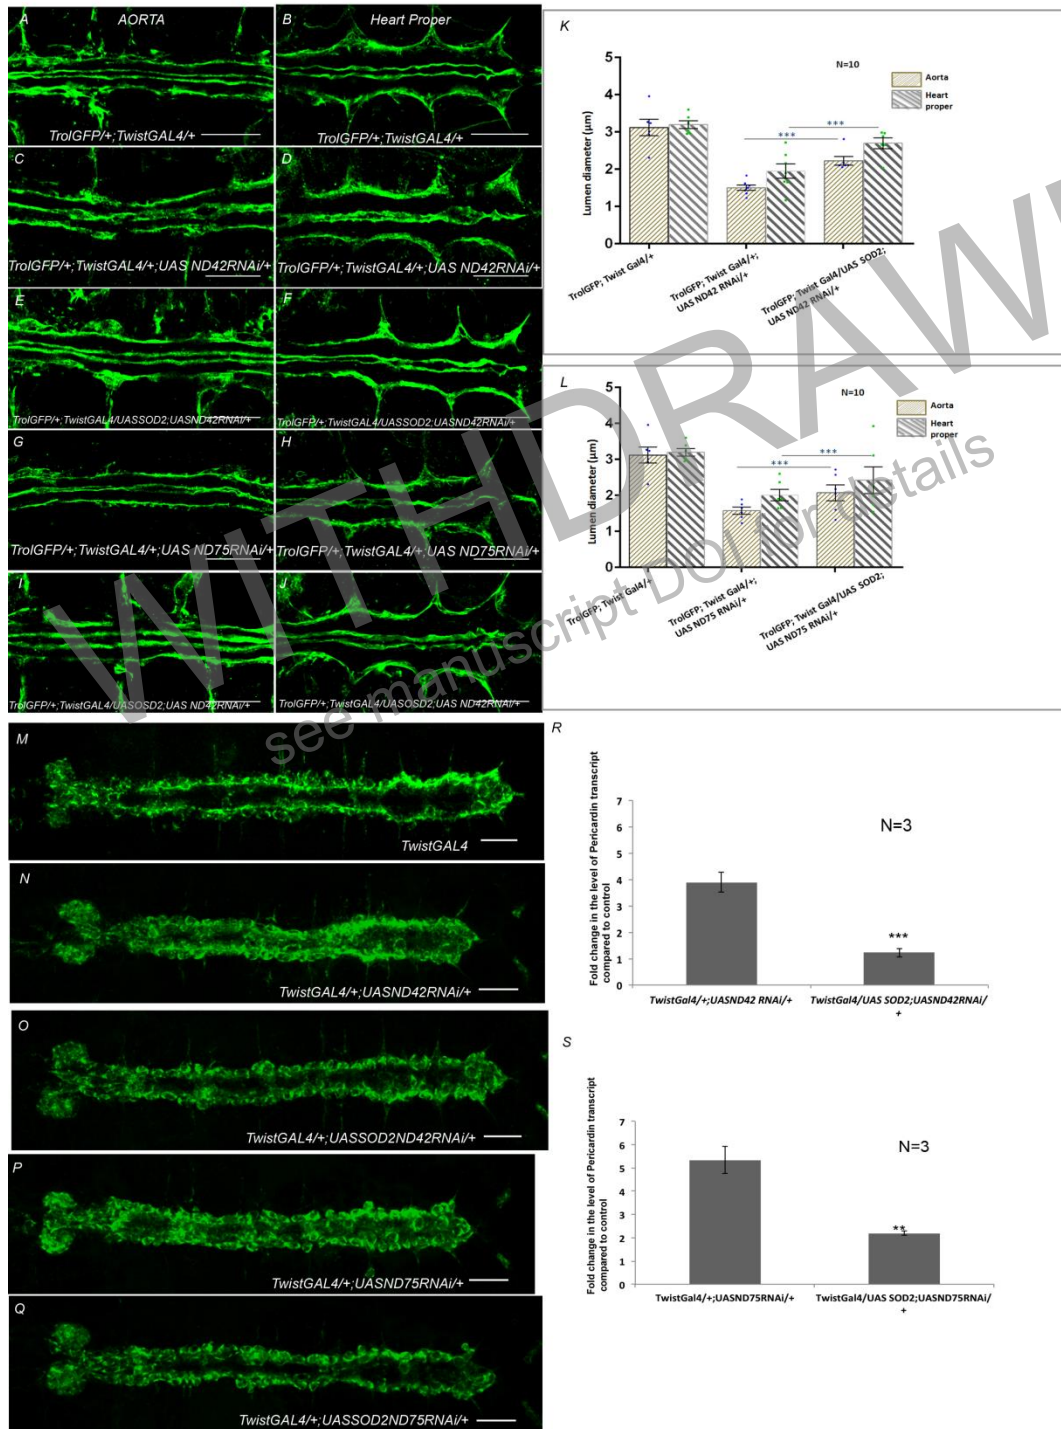 A
AORTA
B
Heart Proper
TrolGFP/+;TwistGAL4/+
TrolGFP/+;TwistGAL4/+
C
D
TrolGFP/+;TwistGAL4/+;UAS ND42RNAi/+
TrolGFP/+;TwistGAL4/+;UAS ND42RNAi/+
E
F
TrolGFP/+;TwistGAL4/UASSOD2;UASND42RNAi/+
TrolGFP/+;TwistGAL4/UASSOD2;UASND42RNAi/+
G
H
TrolGFP/+;TwistGAL4/+;UAS ND75RNAi/+
TrolGFP/+;TwistGAL4/+;UAS ND75RNAi/+
I
J
TrolGFP/+;TwistGAL4/UASOSD2;UAS ND42RNAi/+
TrolGFP/+;TwistGAL4/UASOSD2;UAS ND42RNAi/+
K
N=10
Aorta
Heart
proper
Lumen diameter (µm)
5
4
3
2
1
0
***
***
TrolGFP; Twist Gal4/+
TrolGFP; Twist Gal4/+;
UAS ND42 RNAi/+
TrolGFP; Twist Gal4/UAS SOD2;
UAS ND42 RNAi/+
L
N=10
Aorta
Heart
proper
Lumen diameter (µm)
5
4
3
2
1
0
***
***
TrolGFP; Twist Gal4/+
TrolGFP; Twist Gal4/+;
UAS ND75 RNAi/+
TrolGFP; Twist Gal4/UAS SOD2;
UAS ND75 RNAi/+
WITHDRAW
see manuscript DOI for details
M
TwistGAL4
N
TwistGAL4/+;UASND42RNAi/+
O
TwistGAL4/+;UASSOD2ND42RNAi/+
P
TwistGAL4/+;UASND75RNAi/+
Q
TwistGAL4/+;UASSOD2ND75RNAi/+
R
Fold change in the level of Pericardin transcript
compared to control
7
6
5
4
3
2
1
0
N=3
***
TwistGal4/+;UASND42 RNAi/+
TwistGal4/UAS SOD2;UASND42RNAi/
+
S
Fold change in the level of Pericardin transcript
compared to control
7
6
5
4
3
2
1
0
N=3
**
TwistGal4/+;UASND75RNAi/+
TwistGal4/UAS SOD2;UASND75RNAi/
+